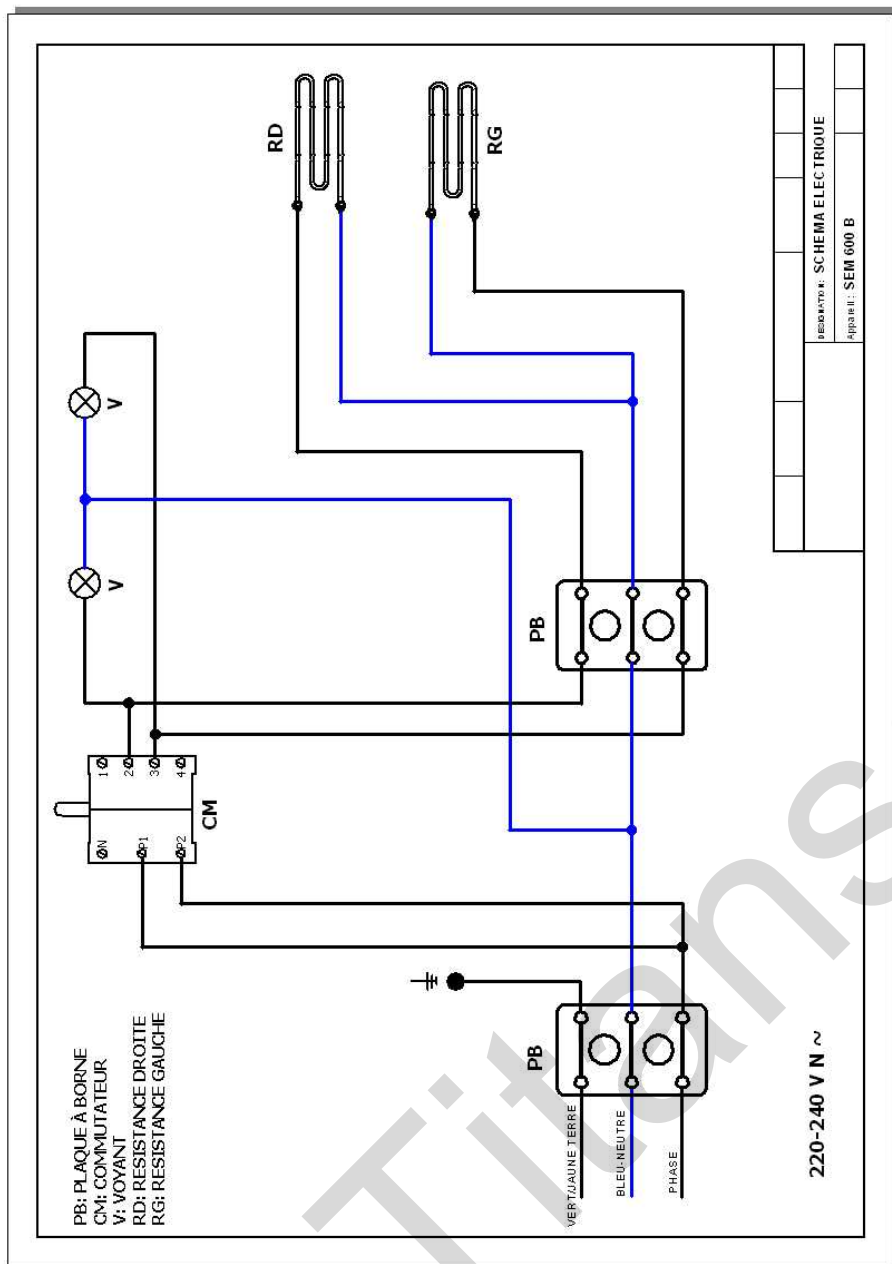 PB: PLAQUE À BORNE
CM: COMMUTATEUR
V: VOYANT
RD: RESISTANCE DROITE
RG: RESISTANCE GAUCHE
N
P1
P2
CM
1
2
3
4
V
V
RD
RG
PB
PB
VERT/JAUNE TERRE
BLEU-NEUTRE
PHASE
220-240 V N ~
DESIGNATION: SCHEMA ELECTRIQUE
Appareil: SEM 600 B
Titans